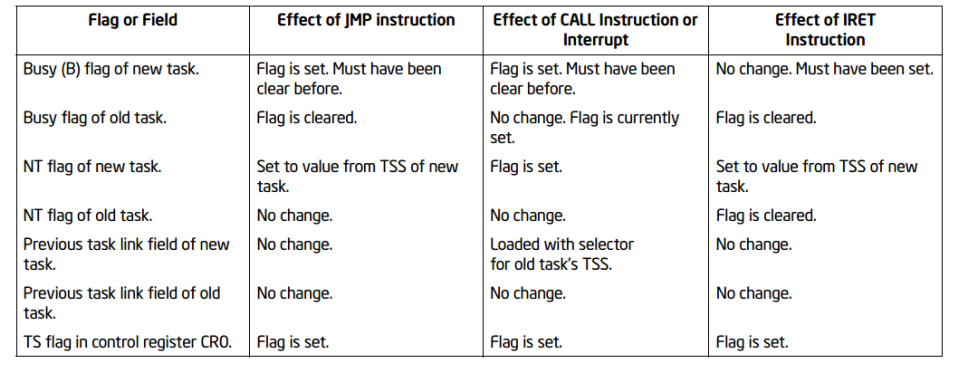 Flag or Field Effect of JMP instruction Effect of CALL Instruction or Interrupt Effect of IRET Instruction
Busy (B) flag of new task. Flag is set. Must have been clear before. Flag is set. Must have been clear before. No change. Must have been set.
Busy flag of old task. Flag is cleared. No change. Flag is currently set. Flag is cleared.
NT flag of new task. Set to value from TSS of new task. Flag is set. Set to value from TSS of new task.
NT flag of old task. No change. No change. Flag is cleared.
Previous task link field of new task. No change. Loaded with selector for old task's TSS. No change.
Previous task link field of old task. No change. No change. No change.
TS flag in control register CR0. Flag is set. Flag is set. Flag is set.